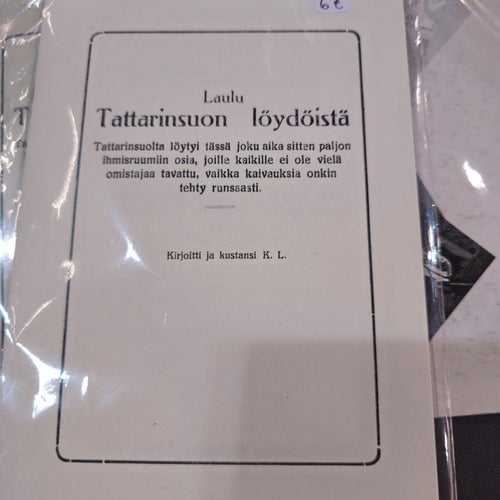 6 €
Laulu
Tattarinsuon löydöistä
Tattarinsuolta löytyi tässä joku aika sitten paljon
ihmisruumiin osia, joille kaikille ei ole vielä
omistajaa tavattu, vaikka kaivauksia onkin
tehty runsaasti.
Kirjoitti ja kustansi K. L.